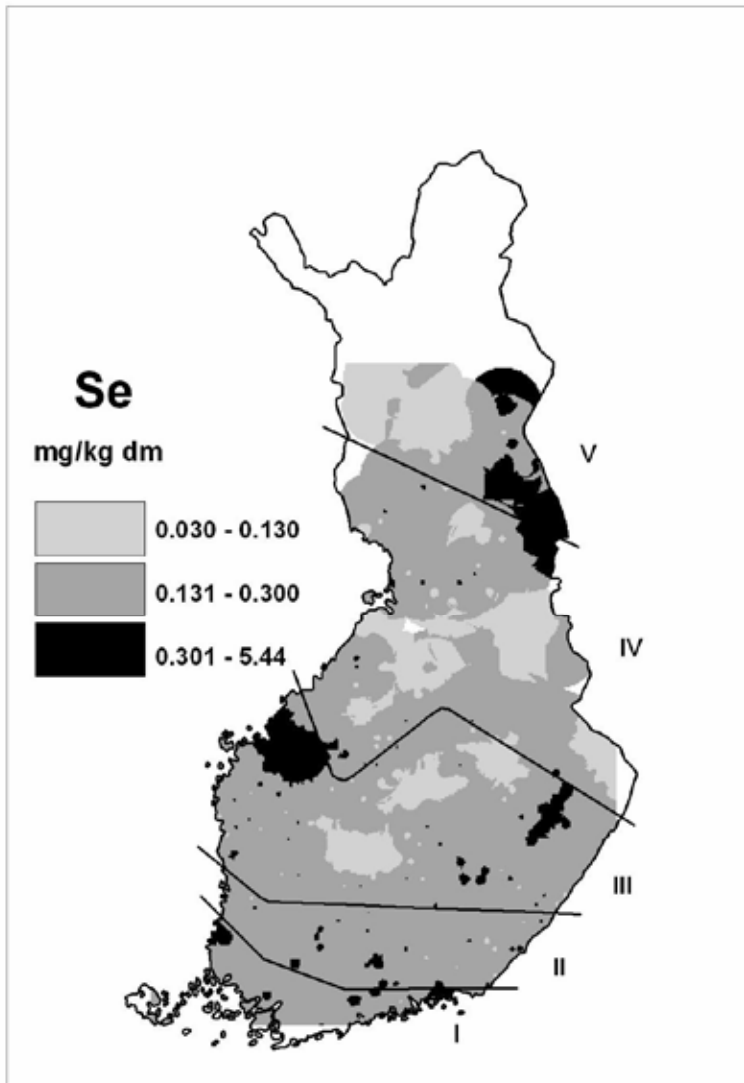 Se
mg/kg dm
0.030 - 0.130
0.131 - 0.300
0.301 - 5.44
V
IV
III
II
I